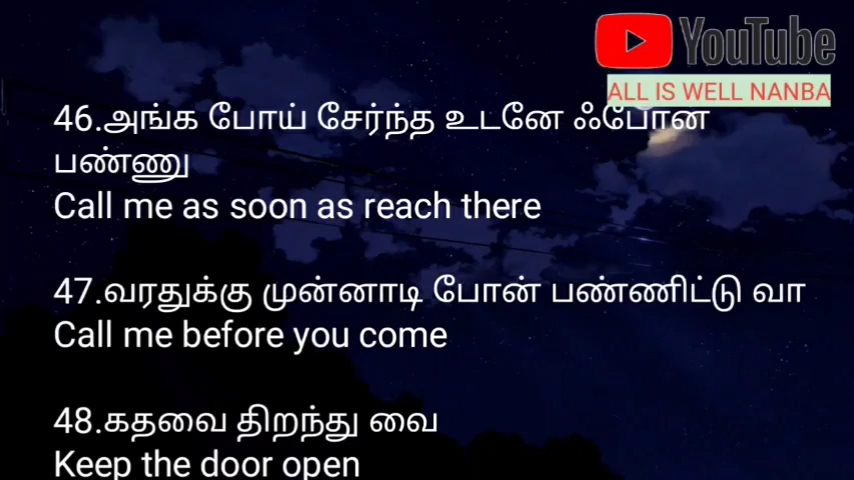 YouTube
ALL IS WELL NANBA
46.அங்க போய் சேர்ந்த உடனே ஃபோன்
பண்ணு
Call me as soon as reach there
47.வரதுக்கு முன்னாடி போன் பண்ணிட்டு வா
Call me before you come
48.கதவை திறந்து வை
Keep the door open